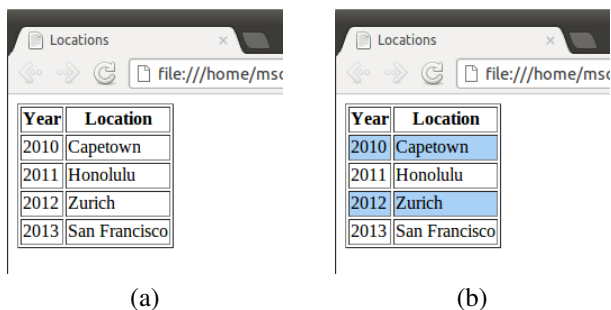 Locations
file:///home/msc
Year Location
2010 Capetown
2011 Honolulu
2012 Zurich
2013 San Francisco
(a)
Locations
file:///home/msc
Year Location
2010 Capetown
2011 Honolulu
2012 Zurich
2013 San Francisco
(b)